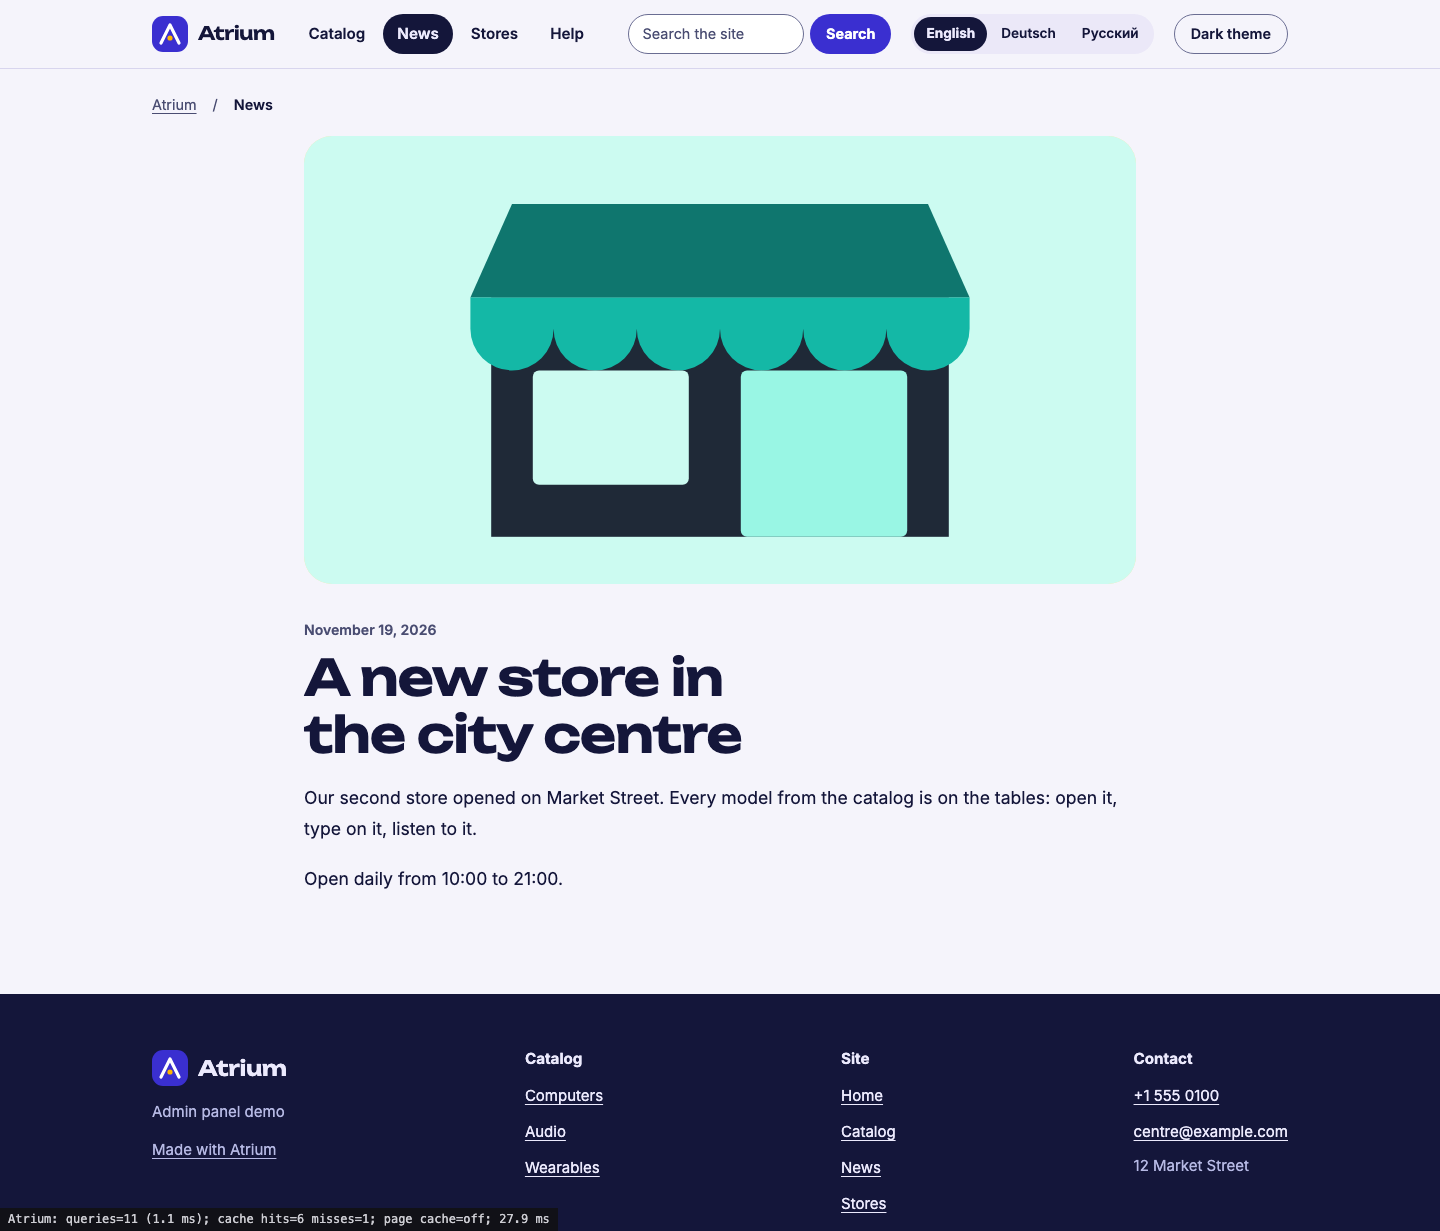 Atrium Catalog News Stores Help Search the site Search English Deutsch Русский Dark theme
Atrium / News
November 19, 2026
A new store in
the city centre
Our second store opened on Market Street. Every model from the catalog is on the tables: open it,
type on it, listen to it.
Open daily from 10:00 to 21:00.
Atrium
Admin panel demo
Made with Atrium
Catalog
Computers
Audio
Wearables
Site
Home
Catalog
News
Stores
Contact
+1 555 0100
centre@example.com
12 Market Street
Atrium: queries=11 (1.1 ms); cache hits=6 misses=1; page cache=off; 27.9 ms